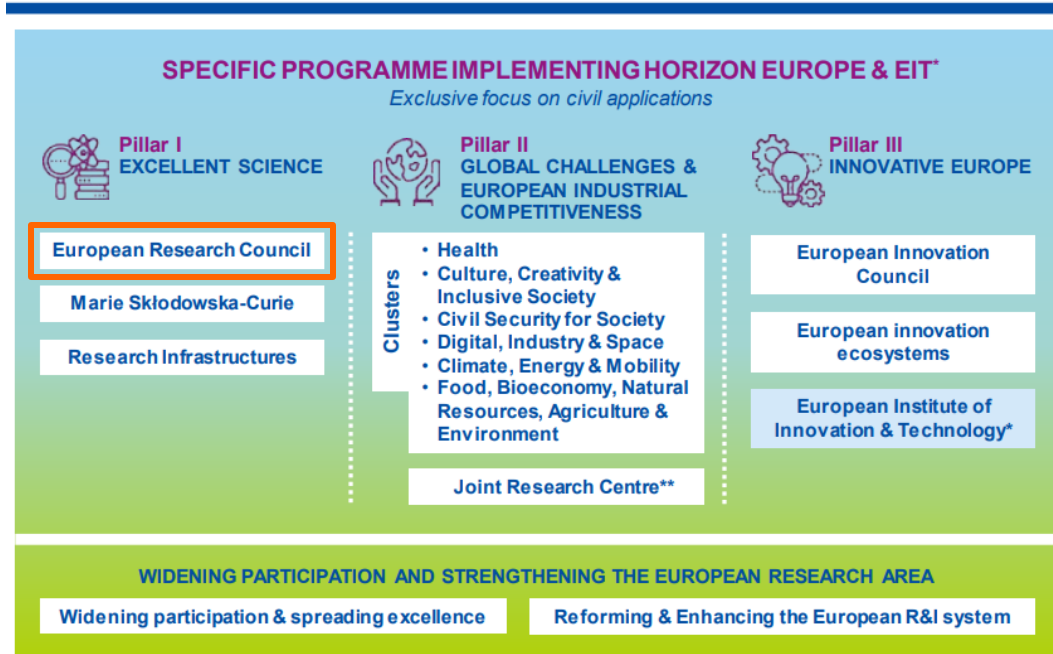 SPECIFIC PROGRAMME IMPLEMENTING HORIZON EUROPE & EIT*
Exclusive focus on civil applications
Pillar I
EXCELLENT SCIENCE
European Research Council
Marie Skłodowska-Curie
Research Infrastructures
Pillar II
GLOBAL CHALLENGES &
EUROPEAN INDUSTRIAL
COMPETITIVENESS
Clusters
• Health
• Culture, Creativity &
Inclusive Society
• Civil Security for Society
• Digital, Industry & Space
• Climate, Energy & Mobility
• Food, Bioeconomy, Natural
Resources, Agriculture &
Environment
Joint Research Centre**
Pillar III
INNOVATIVE EUROPE
European Innovation
Council
European innovation
ecosystems
European Institute of
Innovation & Technology*
WIDENING PARTICIPATION AND STRENGTHENING THE EUROPEAN RESEARCH AREA
Widening participation & spreading excellence
Reforming & Enhancing the European R&I system